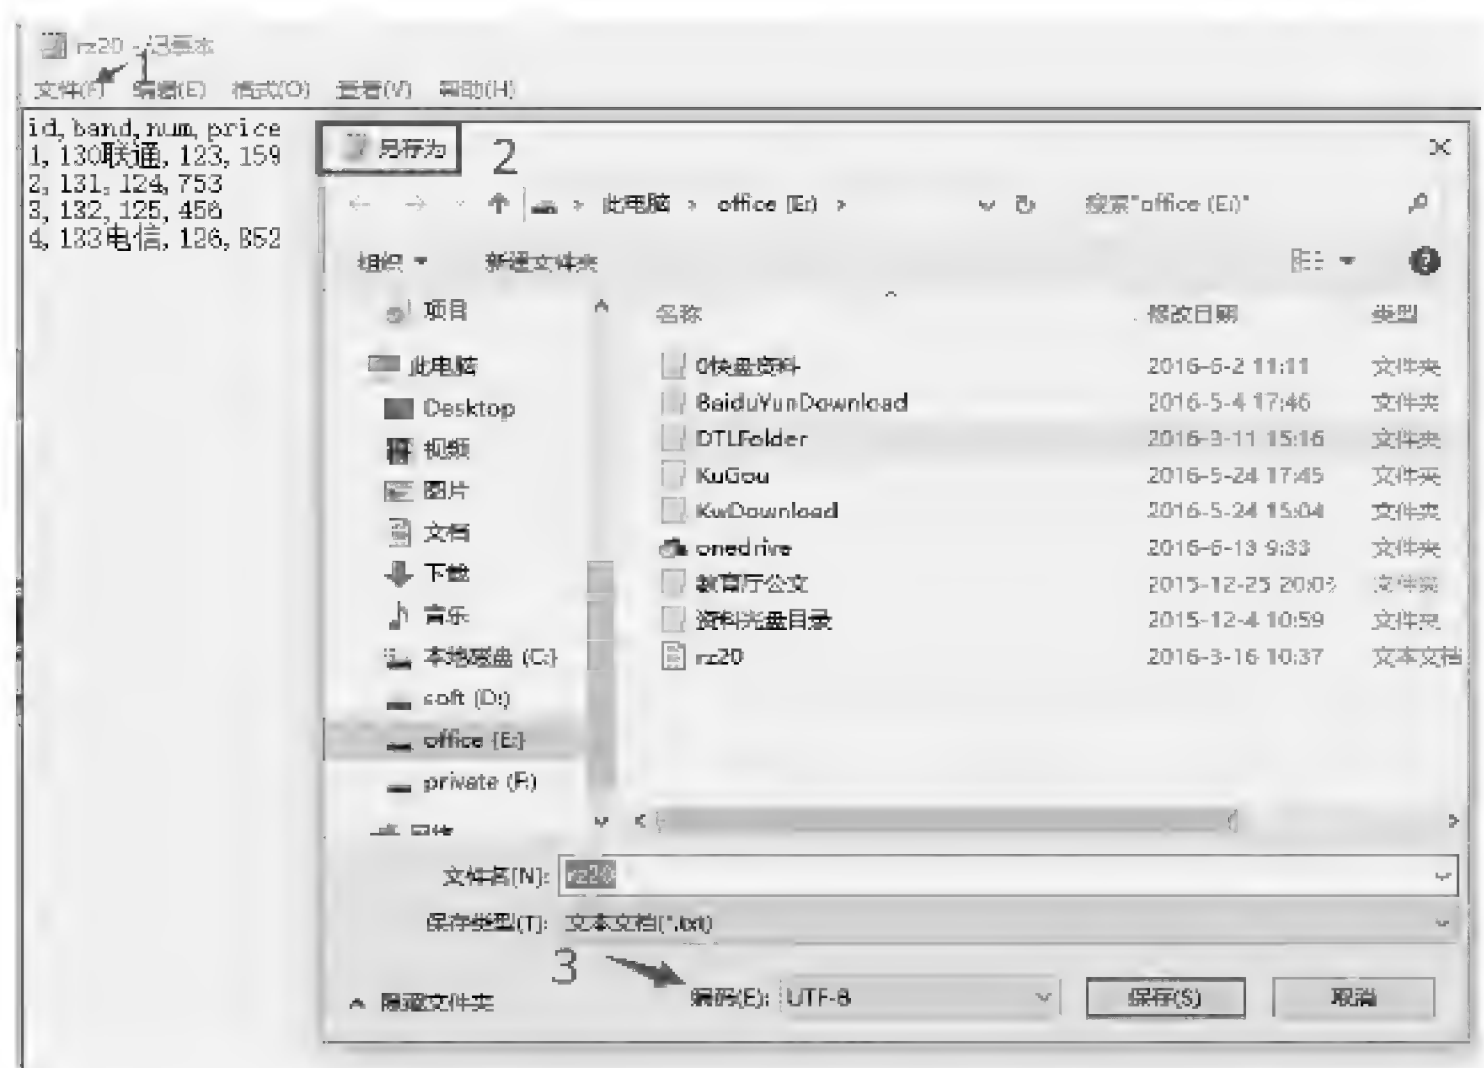 rz20 - 记事本
1
文件(F) 编辑(E) 格式(O) 查看(V) 帮助(H)
id,band,num,price
1,130联通,123,159
2,131,124,753
3,132,125,456
4,133电信,126,852
另存为
2
此电脑 › office (E:) ›
搜索"office (E:)"
组织
新建文件夹
项目
此电脑
Desktop
视频
图片
文档
下载
音乐
本地磁盘 (C:)
soft (D:)
office (E:)
private (F:)
网络
名称 修改日期 类型
0快盘资料 2016-6-2 11:11 文件夹
BaiduYunDownload 2016-5-4 17:46 文件夹
DTLFolder 2016-3-11 15:16 文件夹
KuGou 2016-5-24 17:45 文件夹
KwDownload 2016-5-24 15:04 文件夹
onedrive 2016-6-13 9:33 文件夹
教育厅公文 2015-12-25 20:05 文件夹
资料光盘目录 2015-12-4 10:59 文件夹
rz20 2016-3-16 10:37 文本文档
文件名(N): rz20
保存类型(T): 文本文档(*.txt)
3
隐藏文件夹
编码(E): UTF-8
保存(S)
取消